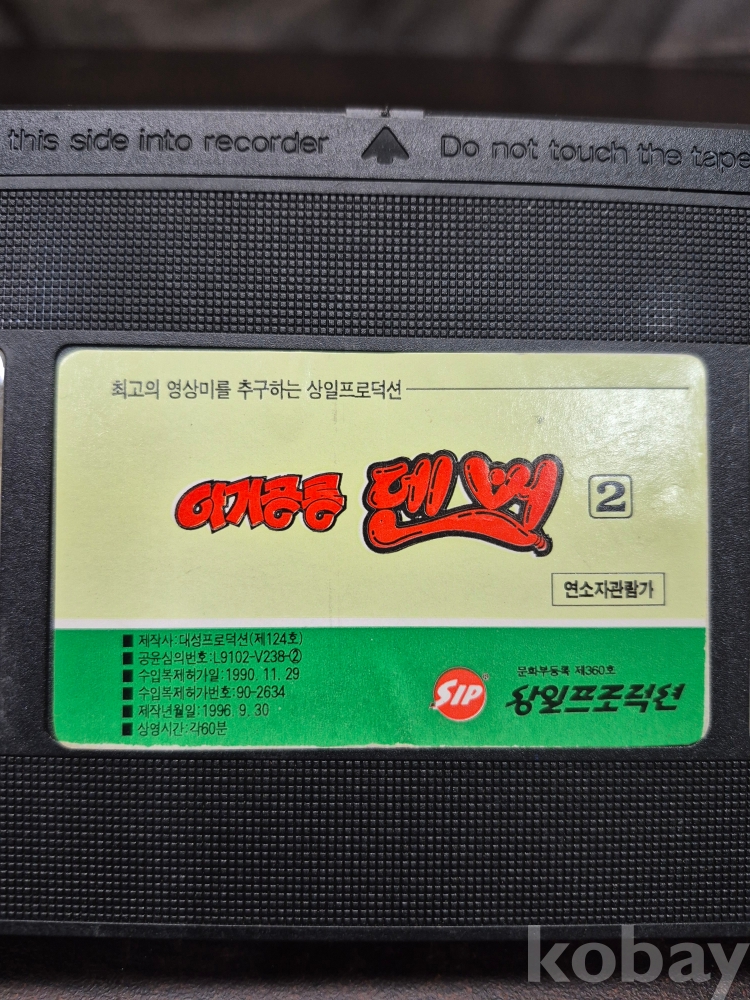 this side into recorder
Do not touch the tape
최고의 영상미를 추구하는 상일프로덕션
아기공룡 덴버 2
연소자관람가
■ 제작사:대성프로덕션(제124호)
■ 공윤심의번호:L9102-V238-②
■ 수입복제허가일:1990. 11. 29
■ 수입복제허가번호:90-2634
■ 제작년월일:1996. 9. 30
■ 상영시간:각60분
SIP®
문화부등록 제360호
상일프로덕션
kobay